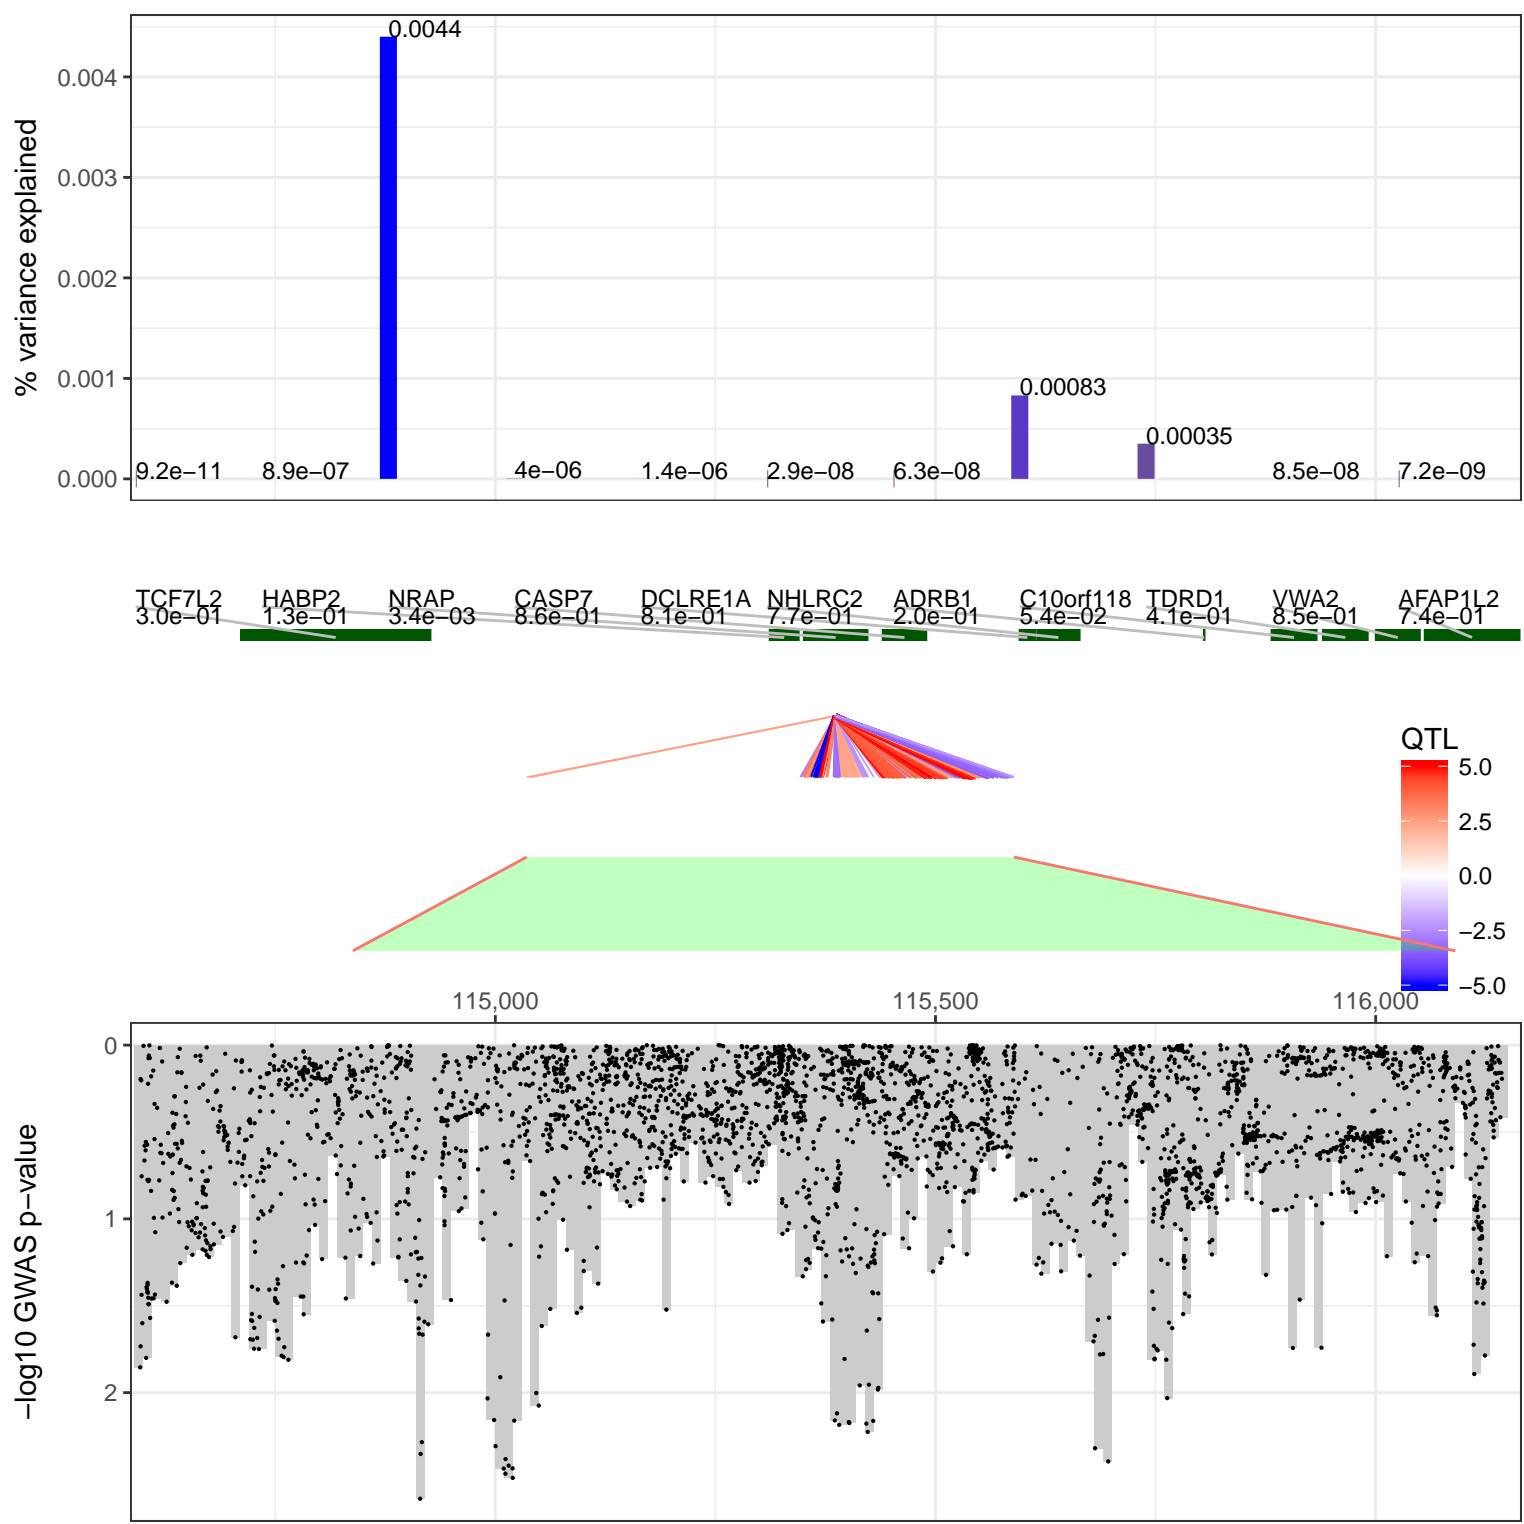 % variance explained
0.004
0.003
0.002
0.001
0.000
0.0044
0.00083
0.00035
9.2e−11 8.9e−07 4e−06 1.4e−06 2.9e−08 6.3e−08 8.5e−08 7.2e−09
TCF7L2 HABP2 NRAP CASP7 DCLRE1A NHLRC2 ADRB1 C10orf118 TDRD1 VWA2 AFAP1L2
3.0e−01 1.3e−01 3.4e−03 8.6e−01 8.1e−01 7.7e−01 2.0e−01 5.4e−02 4.1e−01 8.5e−01 7.4e−01
QTL
5.0
2.5
0.0
−2.5
−5.0
115,000 115,500 116,000
−log10 GWAS p−value
0
1
2